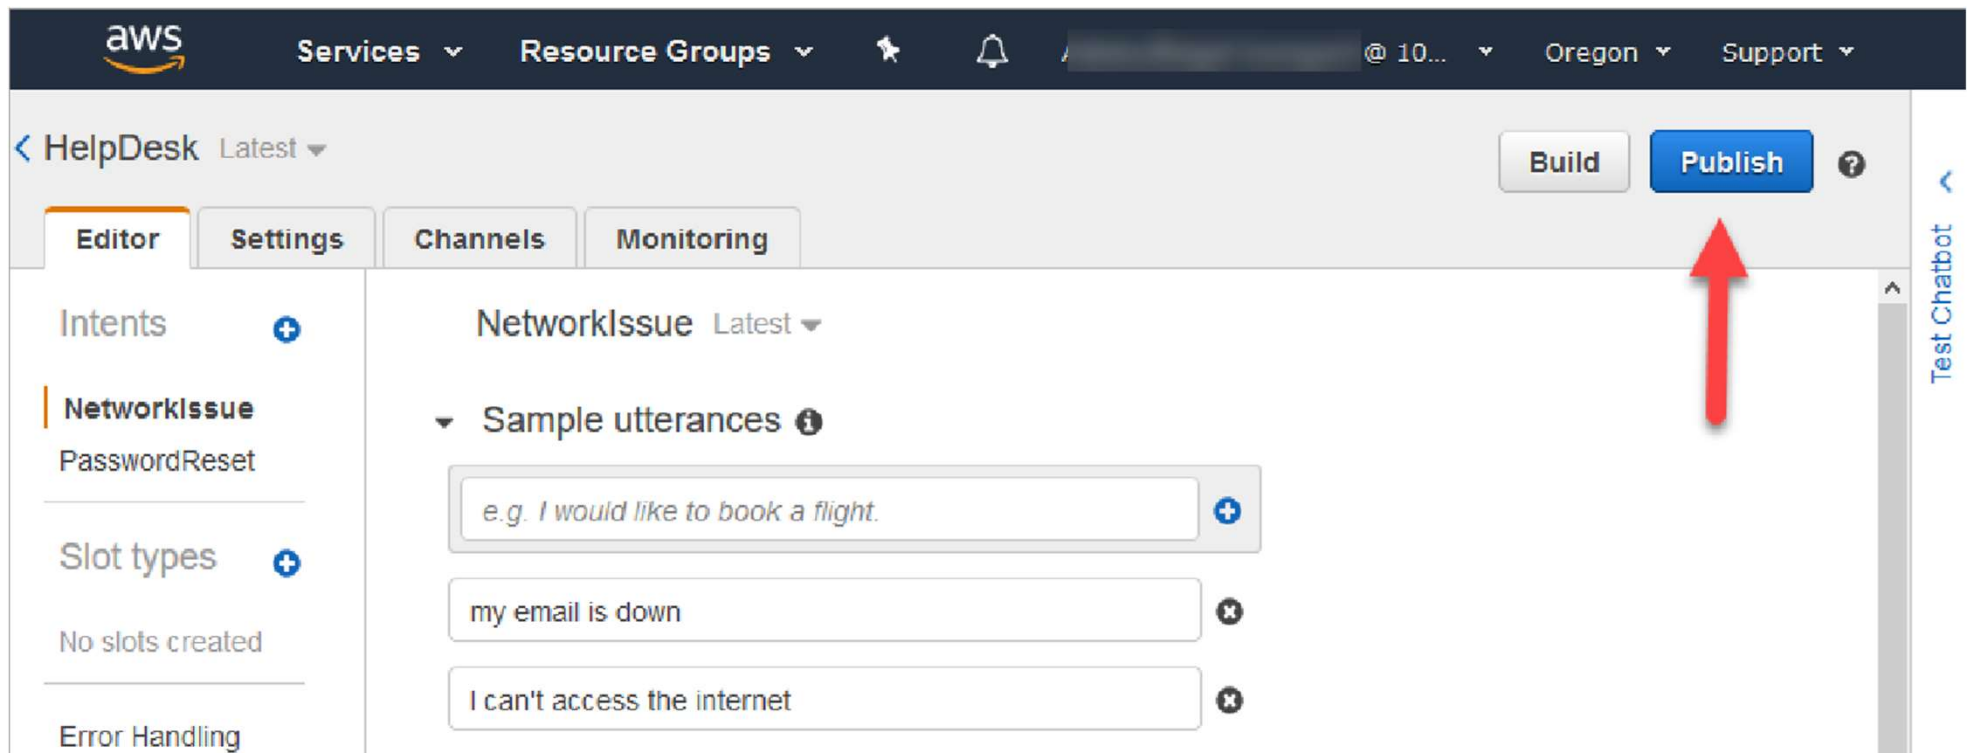 aws Services Resource Groups @ 10... Oregon Support
HelpDesk Latest
Build Publish
Editor Settings Channels Monitoring
Intents
NetworkIssue
PasswordReset
Slot types
No slots created
Error Handling
NetworkIssue Latest
Sample utterances
e.g. I would like to book a flight.
my email is down
I can't access the internet
Test Chatbot